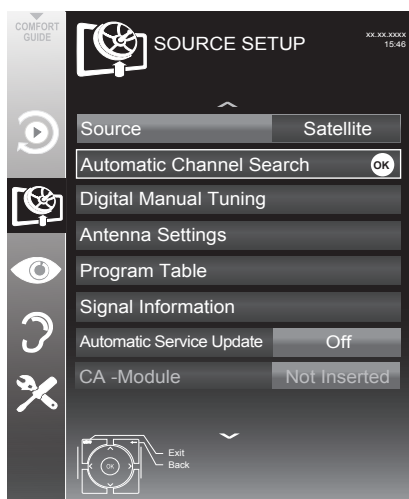 COMFORT
GUIDE
SOURCE SETUP
xx.xx.xxxx
15:46
Source Satellite
Automatic Channel Search OK
Digital Manual Tuning
Antenna Settings
Program Table
Signal Information
Automatic Service Update Off
CA -Module Not Inserted
OK
Exit
Back